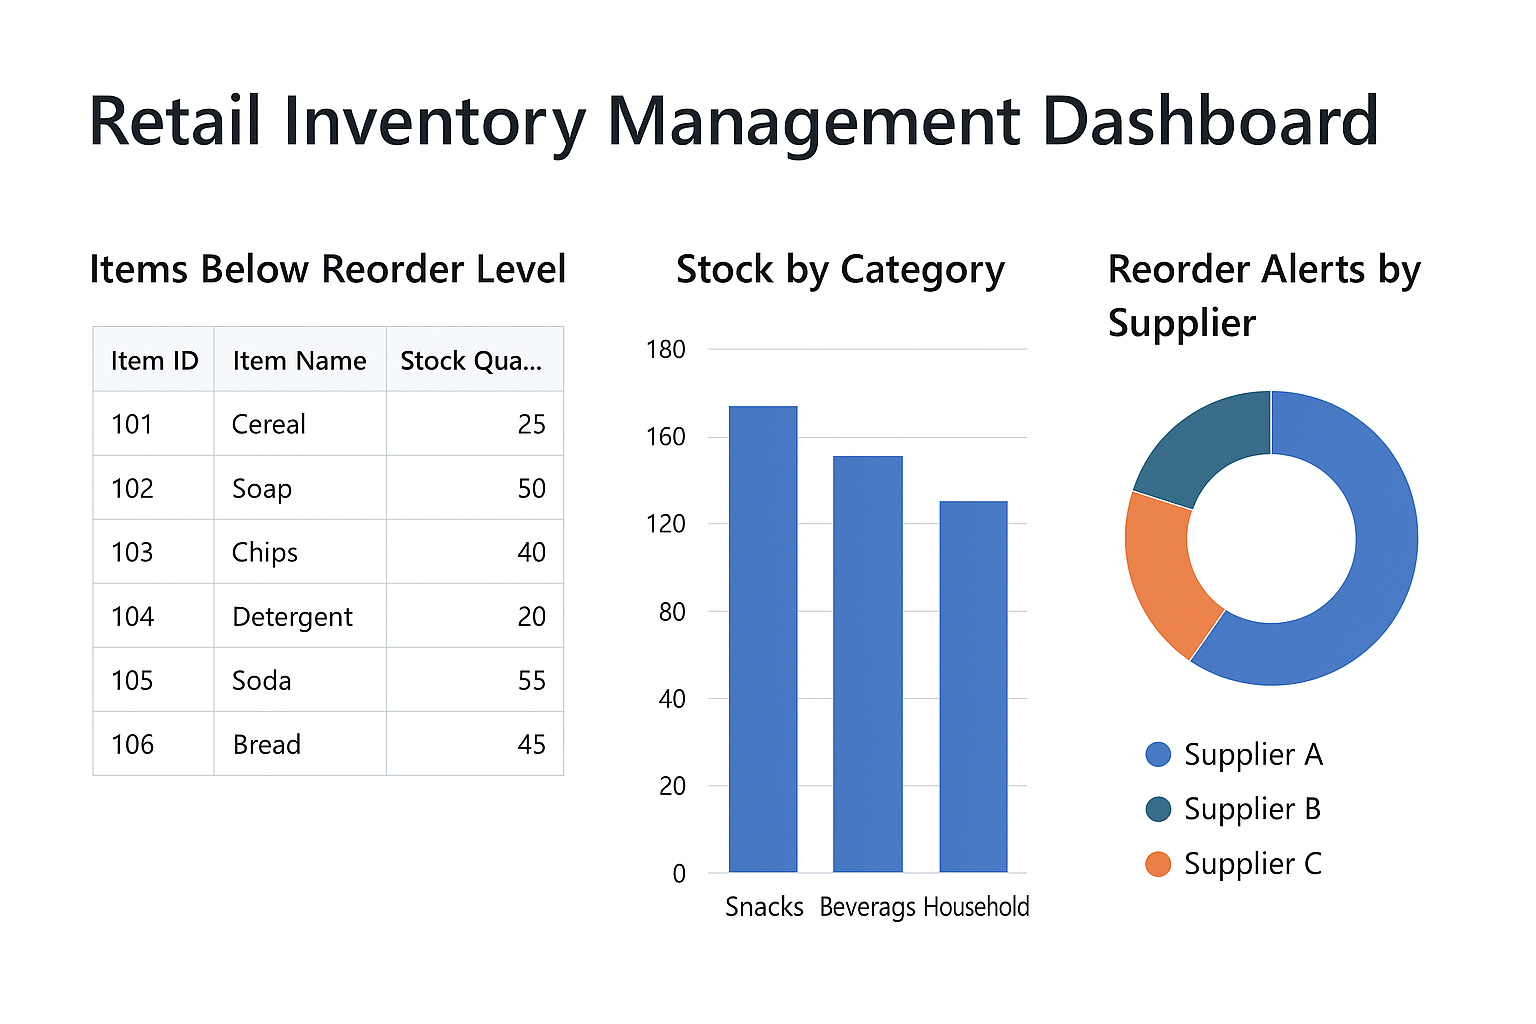 Retail Inventory Management Dashboard
Items Below Reorder Level
Item ID Item Name Stock Qua...
101 Cereal 25
102 Soap 50
103 Chips 40
104 Detergent 20
105 Soda 55
106 Bread 45
Stock by Category
180
160
120
80
40
20
0
Snacks Beverags Household
Reorder Alerts by
Supplier
Supplier A
Supplier B
Supplier C